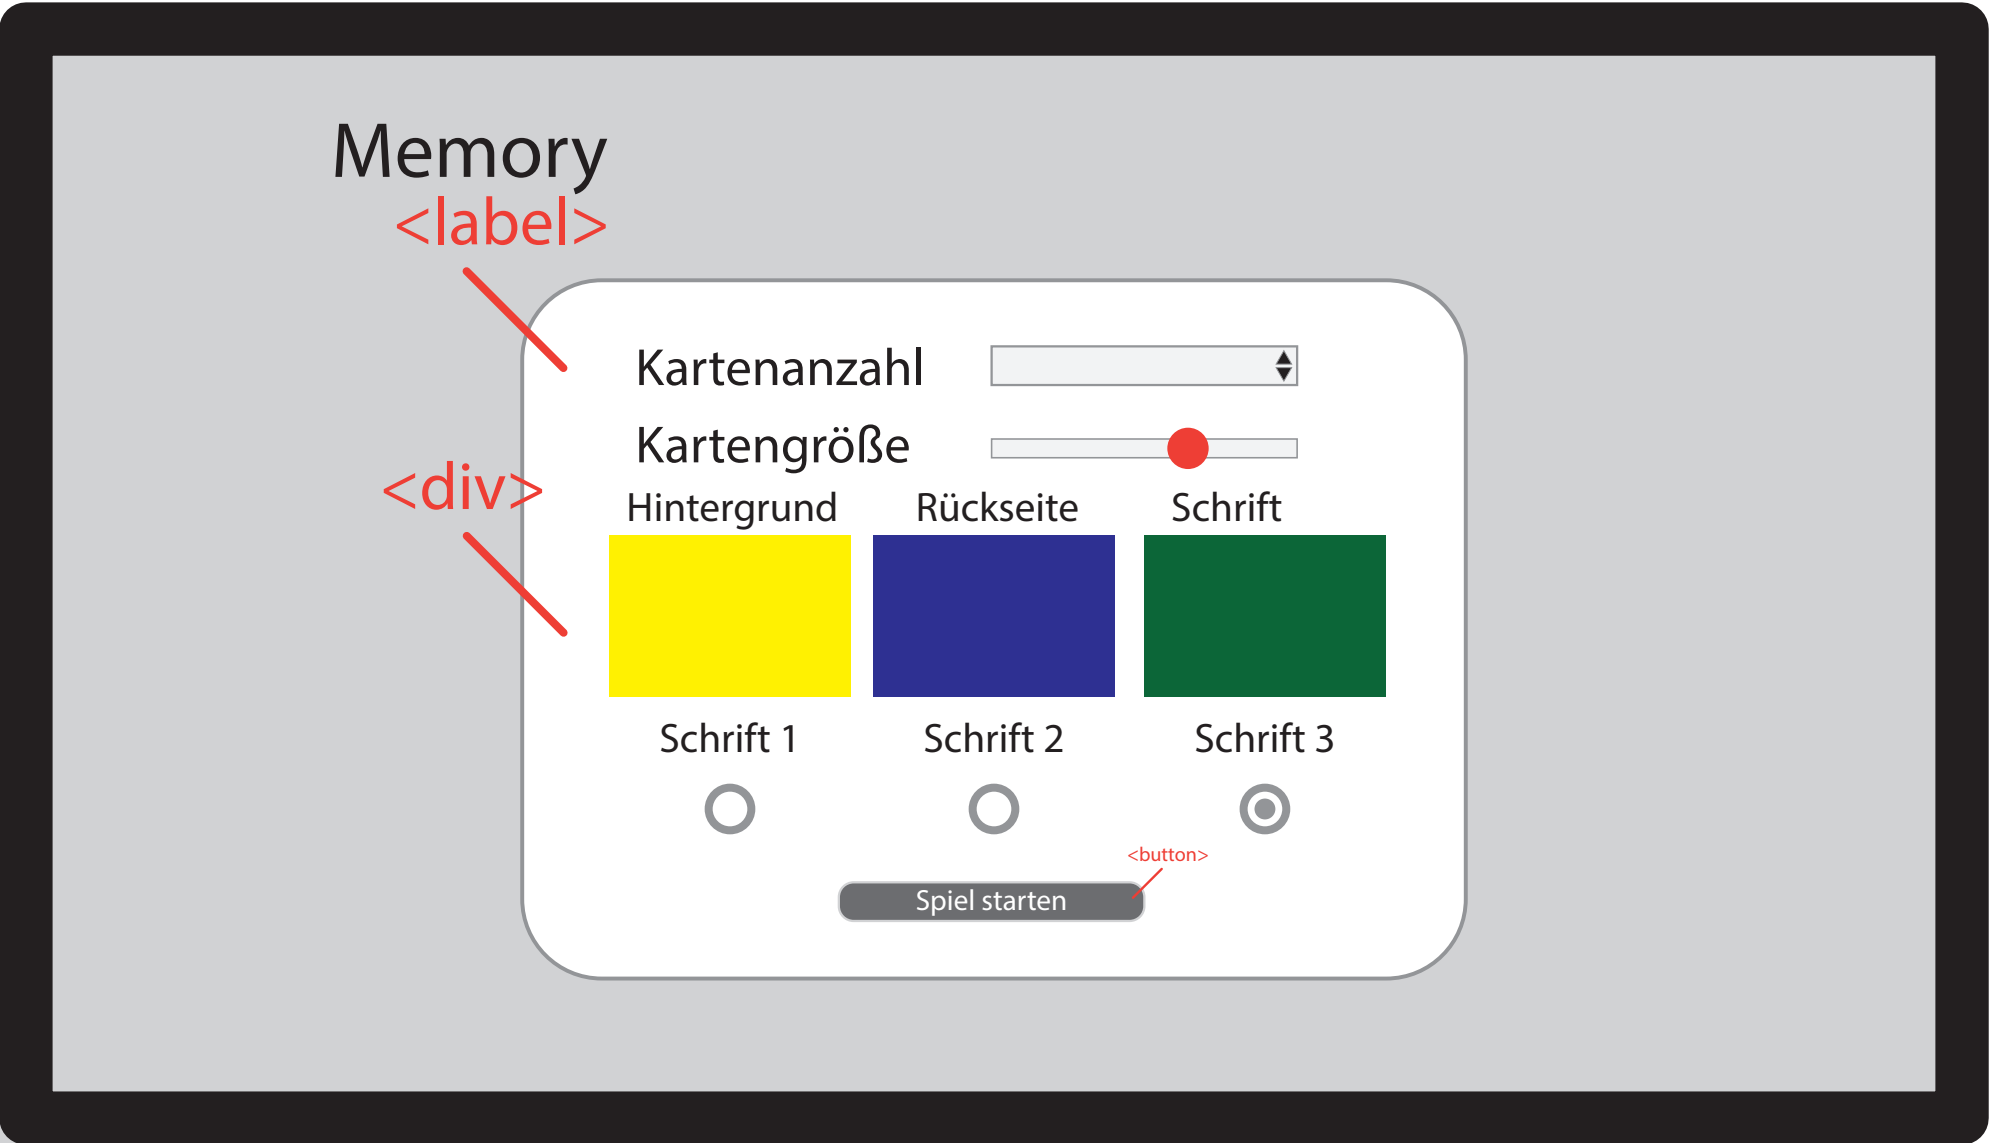 Memory
<label>
Kartenanzahl
Kartengröße
<div>
Hintergrund Rückseite Schrift
Schrift 1 Schrift 2 Schrift 3
<button>
Spiel starten